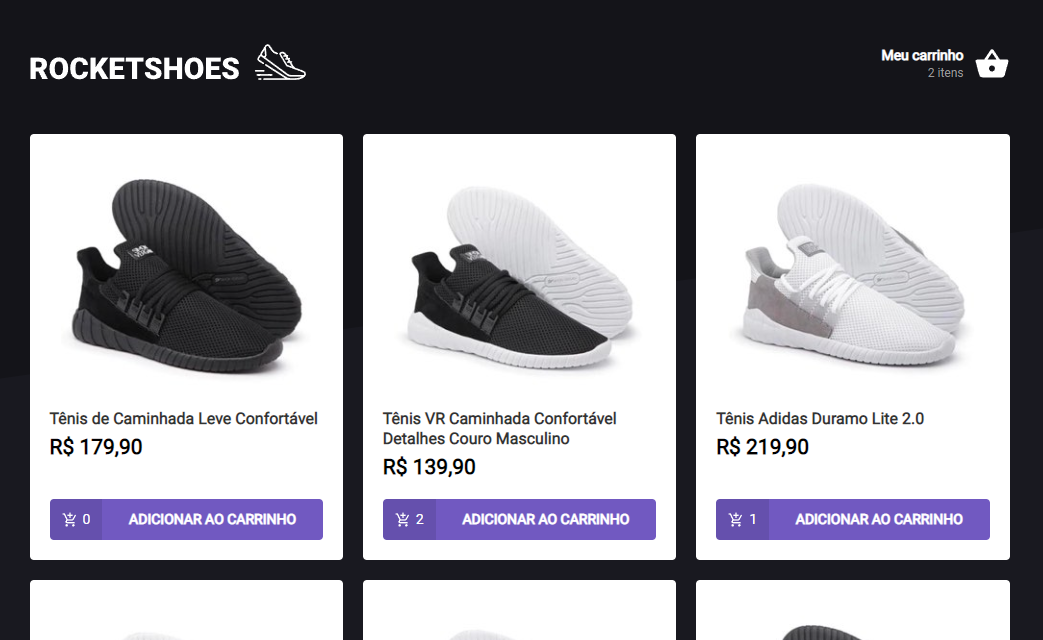 ROCKETSHOES
Meu carrinho
2 itens
Tênis de Caminhada Leve Confortável
R$ 179,90
0 ADICIONAR AO CARRINHO
Tênis VR Caminhada Confortável
Detalhes Couro Masculino
R$ 139,90
2 ADICIONAR AO CARRINHO
Tênis Adidas Duramo Lite 2.0
R$ 219,90
1 ADICIONAR AO CARRINHO